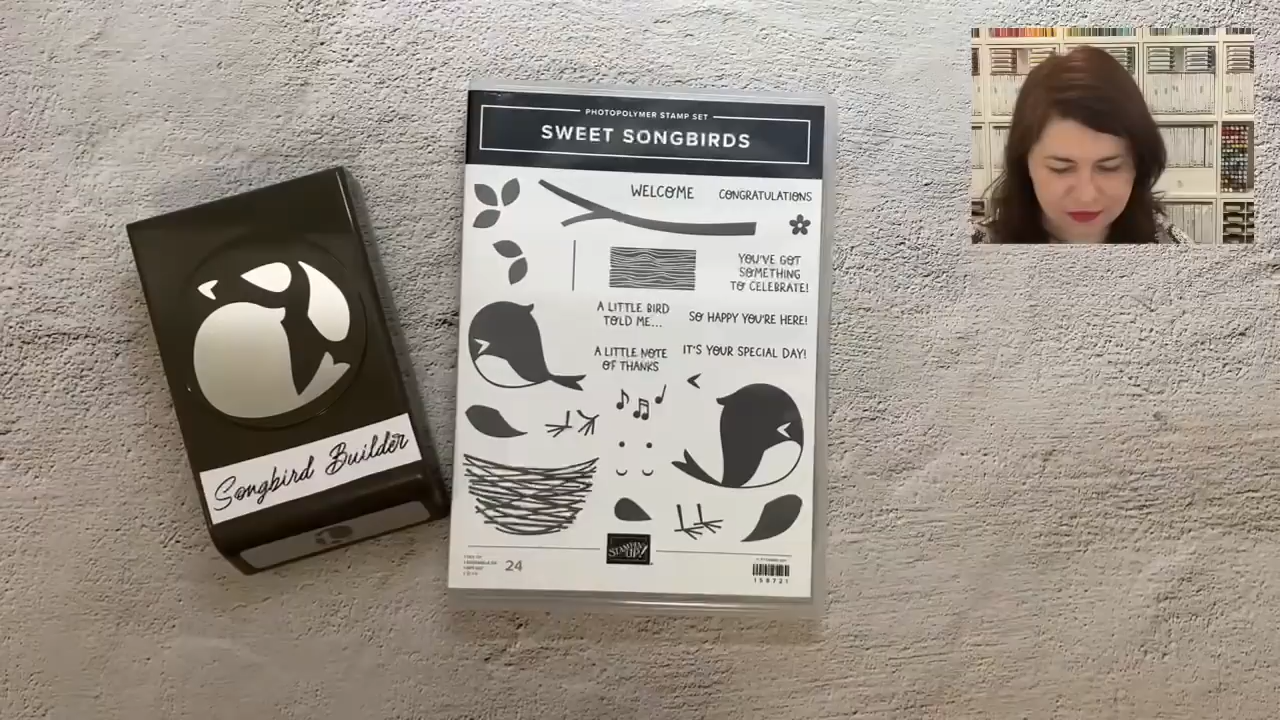 PHOTOPOLYMER STAMP SET
SWEET SONGBIRDS
WELCOME
CONGRATULATIONS
YOU'VE GOT
SOMETHING
TO CELEBRATE!
A LITTLE BIRD
TOLD ME...
SO HAPPY YOU'RE HERE!
A LITTLE NOTE
OF THANKS
IT'S YOUR SPECIAL DAY!
Songbird Builder
STAMPIN' UP!
24
158721